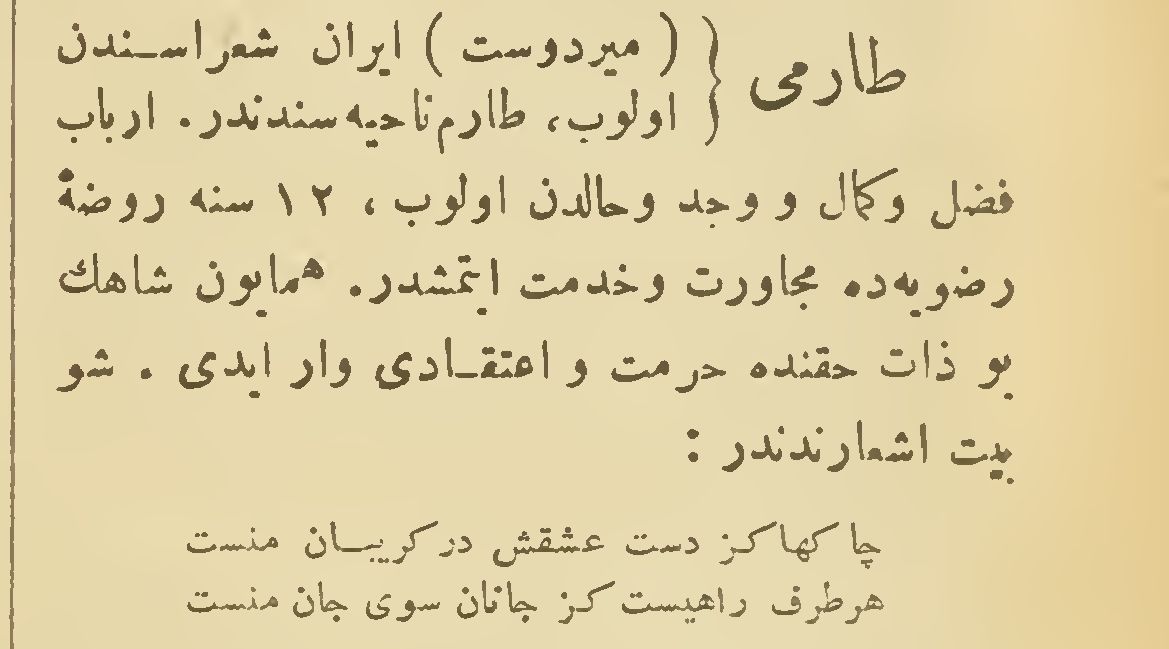 طارمی { ( میردوست ) ایران شعراسندن
اولوب، طارم ناحیه سندندر. ارباب
فضل وکمال و وجد وحالدن اولوب ، ١٢ سنه روضهٔ
رضویه‌ده مجاورت وخدمت ایتمشدر. همایون شاهك
بو ذات حقنده حرمت و اعتقادی وار ایدی . شو
بیت اشعارندندر :
چاکهاکز دست عشقش درکریبان منست
هرطرف راهیست کز جانان سوی جان منست